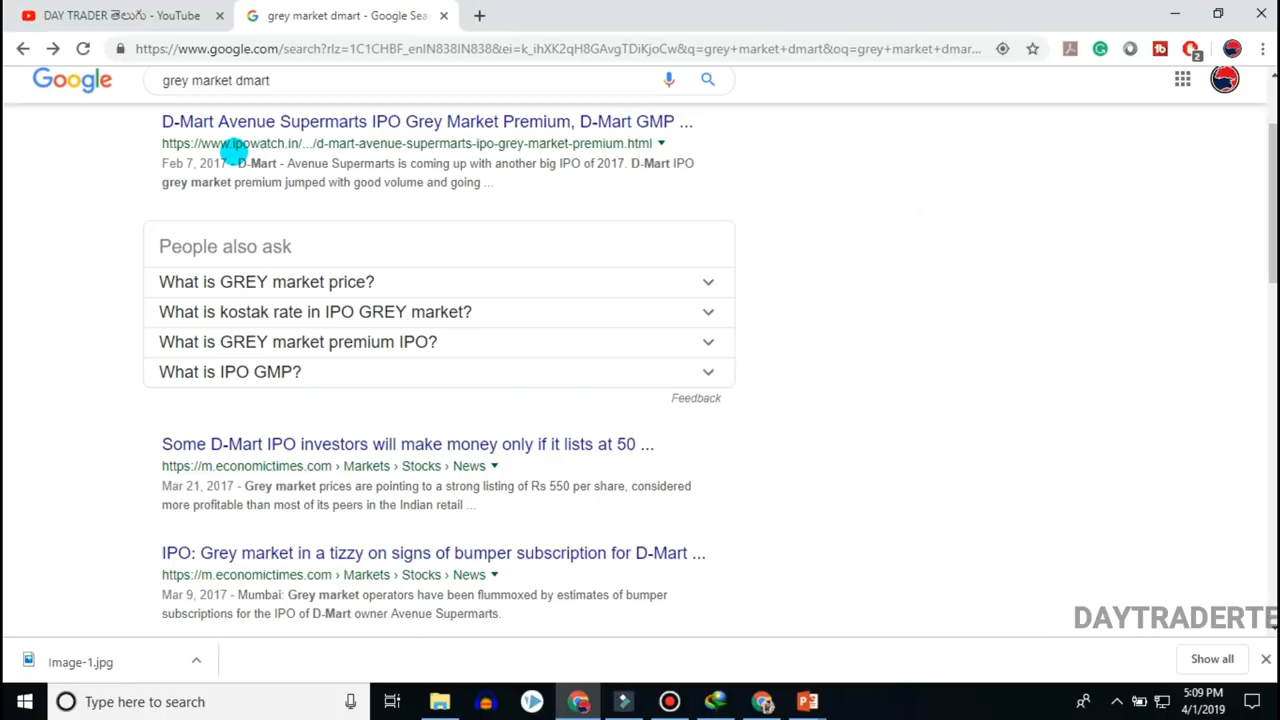 DAY TRADER తెలుగు - YouTube
grey market dmart - Google Sea
https://www.google.com/search?rlz=1C1CHBF_enIN838IN838&ei=k_ihXK2qH8GAvgTDiKjoCw&q=grey+market+dmart&oq=grey+market+dmar...
2
Google
grey market dmart
D-Mart Avenue Supermarts IPO Grey Market Premium, D-Mart GMP ...
https://www.ipowatch.in/.../d-mart-avenue-supermarts-ipo-grey-market-premium.html
Feb 7, 2017 - D-Mart - Avenue Supermarts is coming up with another big IPO of 2017. D-Mart IPO
grey market premium jumped with good volume and going ...
People also ask
What is GREY market price?
What is kostak rate in IPO GREY market?
What is GREY market premium IPO?
What is IPO GMP?
Feedback
Some D-Mart IPO investors will make money only if it lists at 50 ...
https://m.economictimes.com › Markets › Stocks › News
Mar 21, 2017 - Grey market prices are pointing to a strong listing of Rs 550 per share, considered
more profitable than most of its peers in the Indian retail ...
IPO: Grey market in a tizzy on signs of bumper subscription for D-Mart ...
https://m.economictimes.com › Markets › Stocks › News
Mar 9, 2017 - Mumbai: Grey market operators have been flummoxed by estimates of bumper
subscriptions for the IPO of D-Mart owner Avenue Supermarts.
DAYTRADERTE
Image-1.jpg
Show all
Type here to search
5:09 PM
4/1/2019